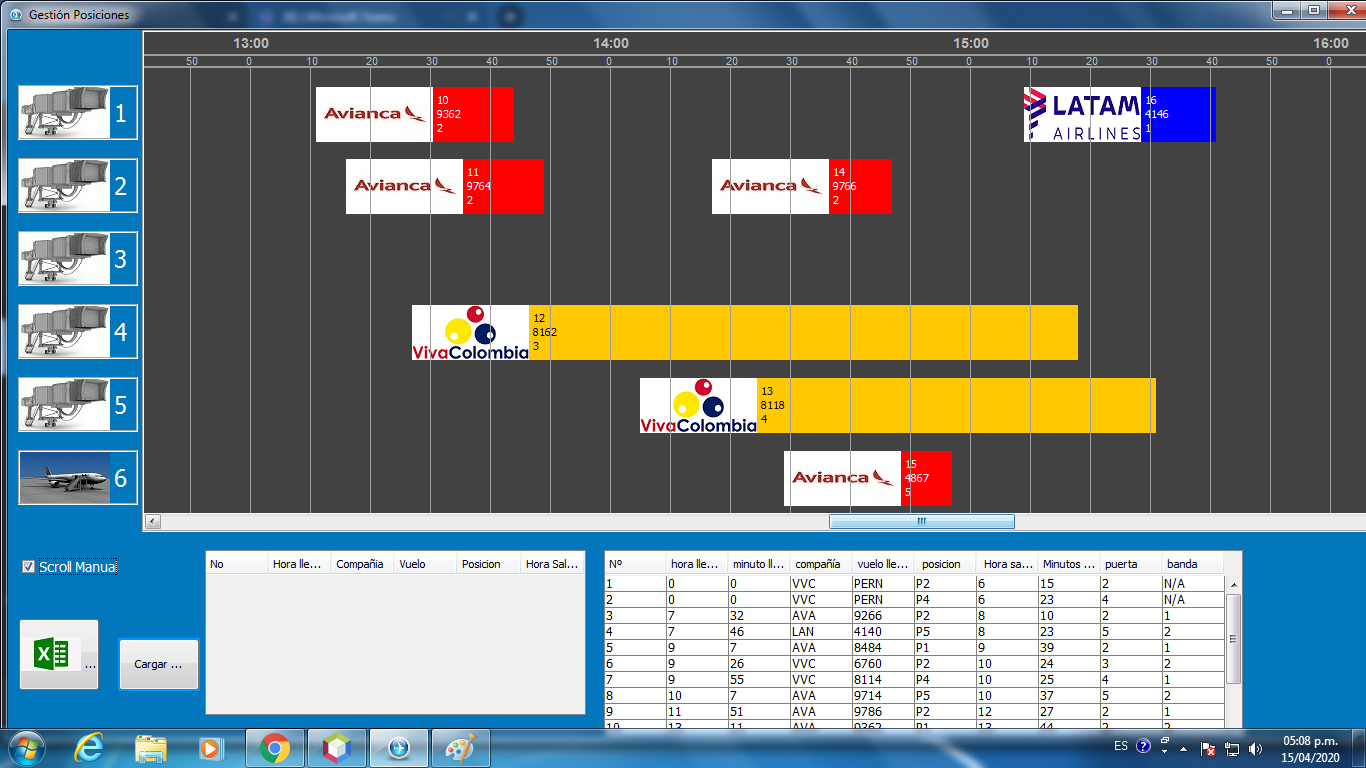 Gestión Posiciones
13:00 14:00 15:00 16:00
50 0 10 20 30 40 50 0 10 20 30 40 50 0 10 20 30 40 50 0
1
Avianca
10
9362
2
LATAM
AIRLINES
16
4146
1
2
Avianca
11
9764
2
Avianca
14
9766
2
3
4
VivaColombia
12
8162
3
5
VivaColombia
13
8118
4
6
Avianca
15
4867
5
Scroll Manual
...
Cargar ...
No Hora lle... Compañia Vuelo Posicion Hora Sal...
Nº hora lle... minuto ll... compañía vuelo lle... posicion Hora sa... Minutos ... puerta banda
1 0 0 VVC PERN P2 6 15 2 N/A
2 0 0 VVC PERN P4 6 23 4 N/A
3 7 32 AVA 9266 P2 8 10 2 1
4 7 46 LAN 4140 P5 8 23 5 2
5 9 7 AVA 8484 P1 9 39 2 1
6 9 26 VVC 6760 P2 10 24 3 2
7 9 55 VVC 8114 P4 10 25 4 1
8 10 7 AVA 9714 P5 10 37 5 2
9 11 51 AVA 9786 P2 12 27 2 1
10 13 11 AVA 9362 P1 13 44 2 2
ES
05:08 p.m.
15/04/2020